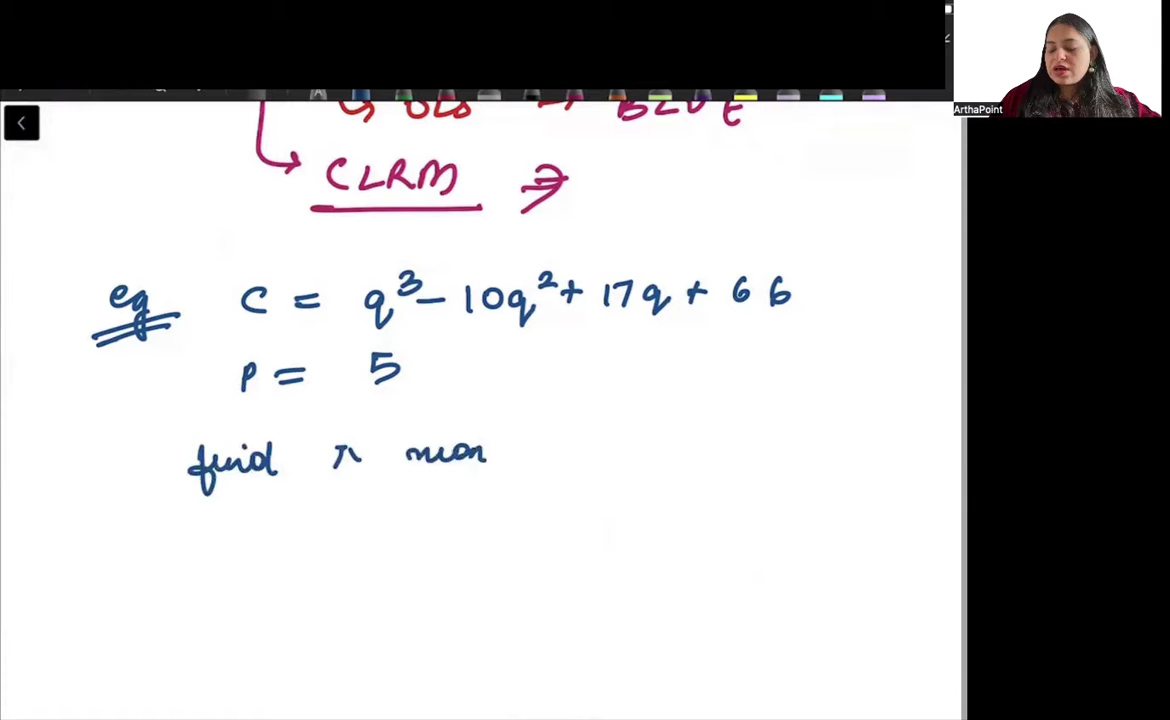 CLRM ⇒
eg C = q³ - 10q² + 17q + 66
P = 5
find π max
ArthaPoint